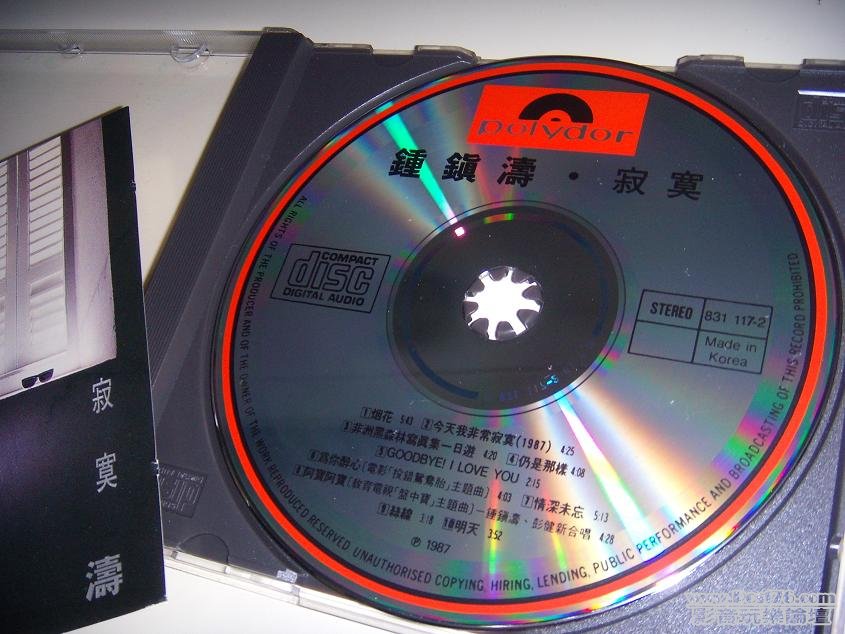 polydor
鍾鎮濤・寂寞
COMPACT
disc
DIGITAL AUDIO
STEREO
831 117-2
Made in
Korea
1 烟花 5:43 2 今天我非常寂寞(1987) 4:25
3 非洲黑森林寫真集一日遊 4:20 4 仍是那樣 4:08
5 GOODBYE! I LOVE YOU 2:15
6 為你醉心(電影「按錯鴛鴦胎」主題曲) 4:03 7 情深未忘 5:13
8 阿寶阿寶(教育電視「盤中寶」主題曲)—鍾鎮濤、彭健新合唱 4:28
9 絲線 3:18 10 明天 3:52
Ⓟ 1987
ALL RIGHTS OF THE PRODUCER AND OF THE OWNER OF THE WORK REPRODUCED RESERVED UNAUTHORISED COPYING, HIRING, LENDING, PUBLIC PERFORMANCE AND BROADCASTING OF THIS RECORD PROHIBITED
寂
寞
濤